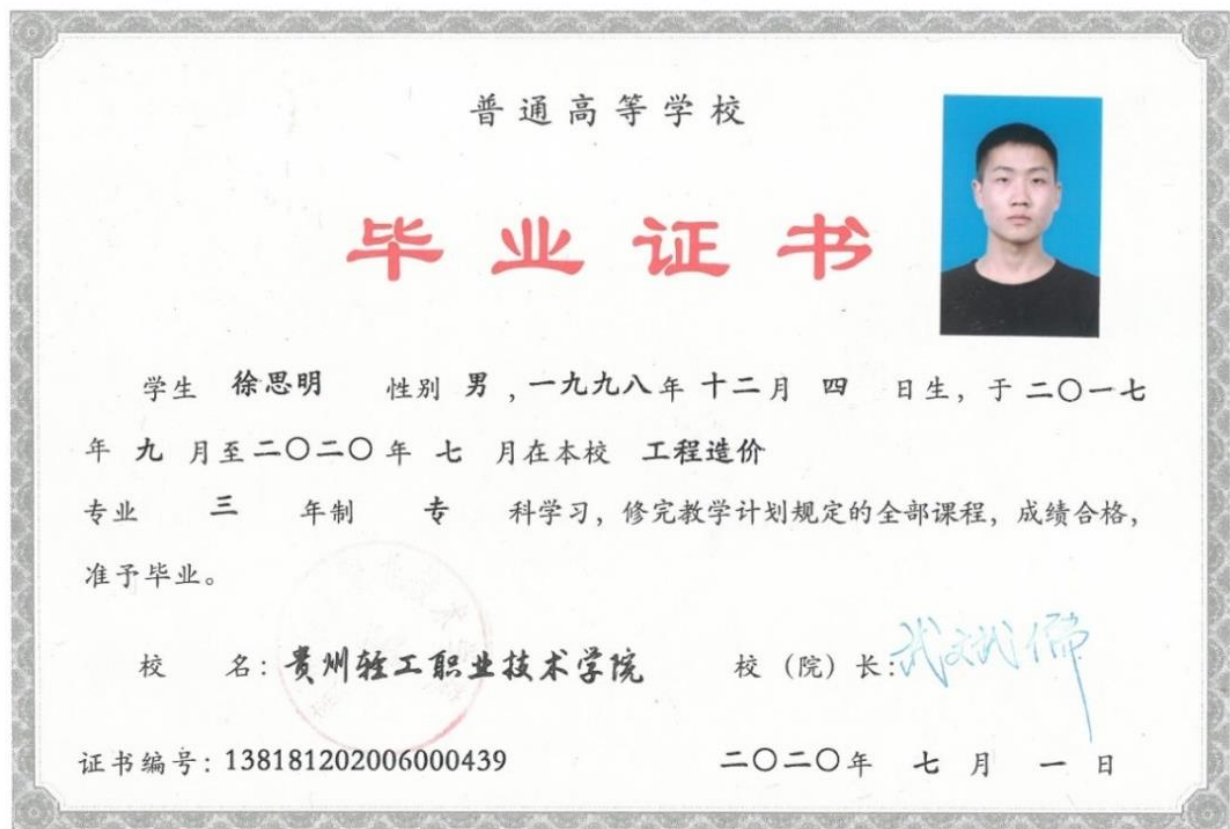 普通高等学校
毕业证书
学生 徐思明 性别 男 ,一九九八年 十二月 四 日生，于 二〇一七
年 九 月至 二〇二〇 年 七 月在本校 工程造价
专业 三 年制 专 科学习，修完教学计划规定的全部课程，成绩合格，
准予毕业。
校 名：贵州轻工职业技术学院 校（院）长：
证书编号：138181202006000439 二〇二〇年 七 月 一 日